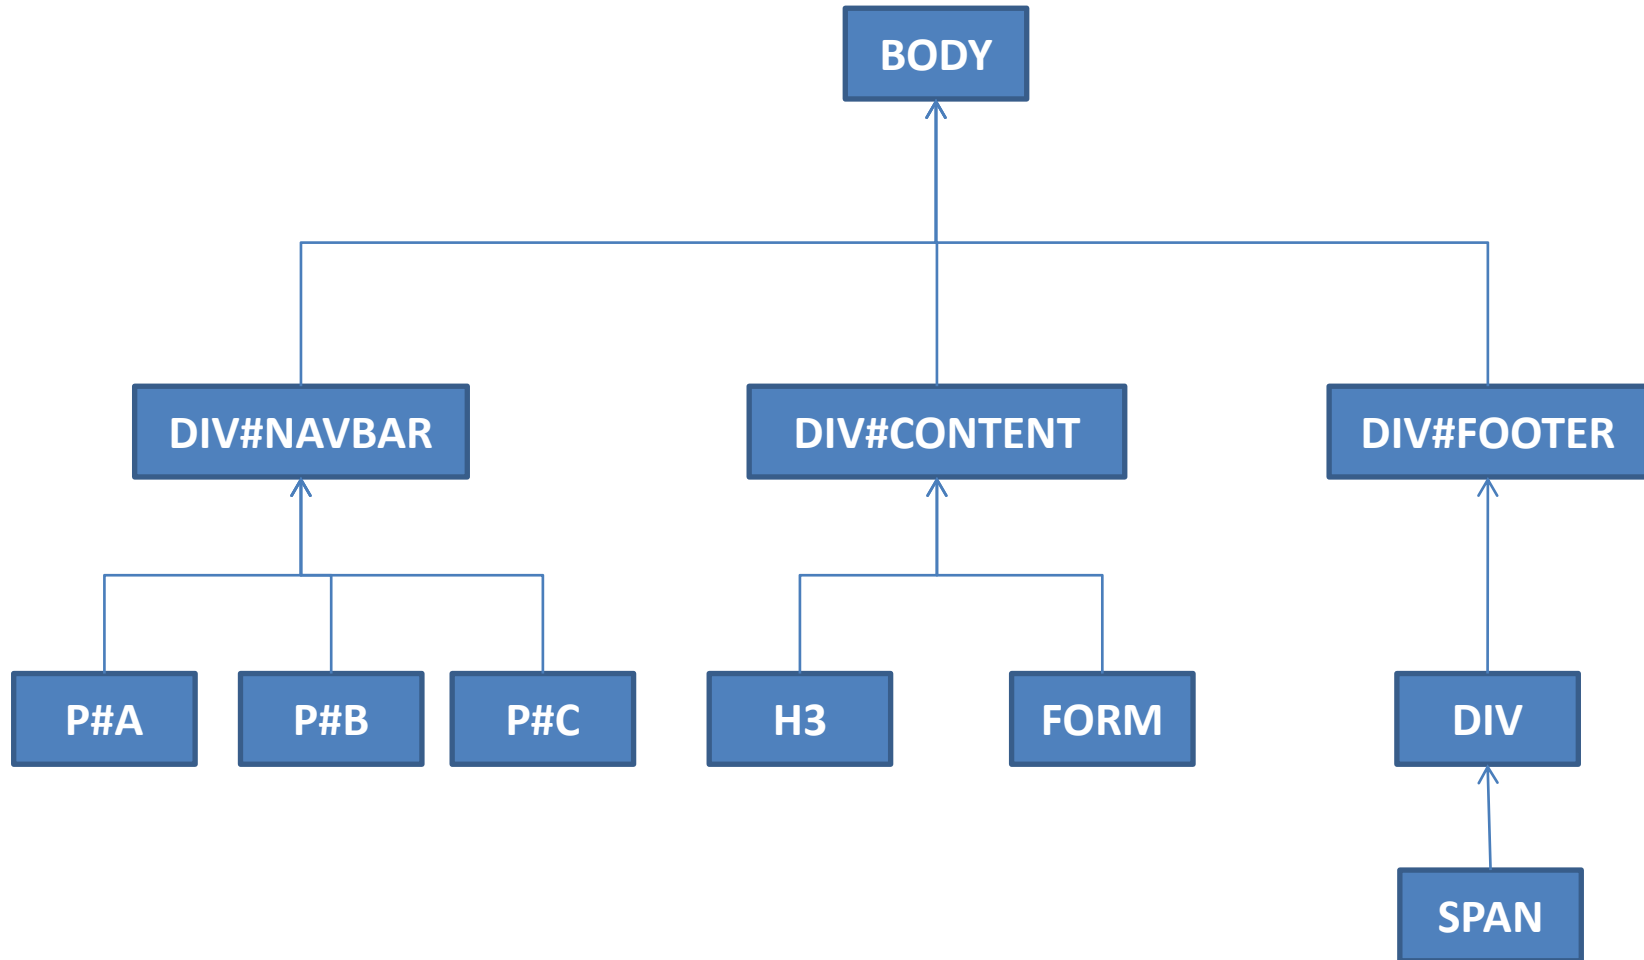 BODY
DIV#NAVBAR
DIV#CONTENT
DIV#FOOTER
P#A
P#B
P#C
H3
FORM
DIV
SPAN